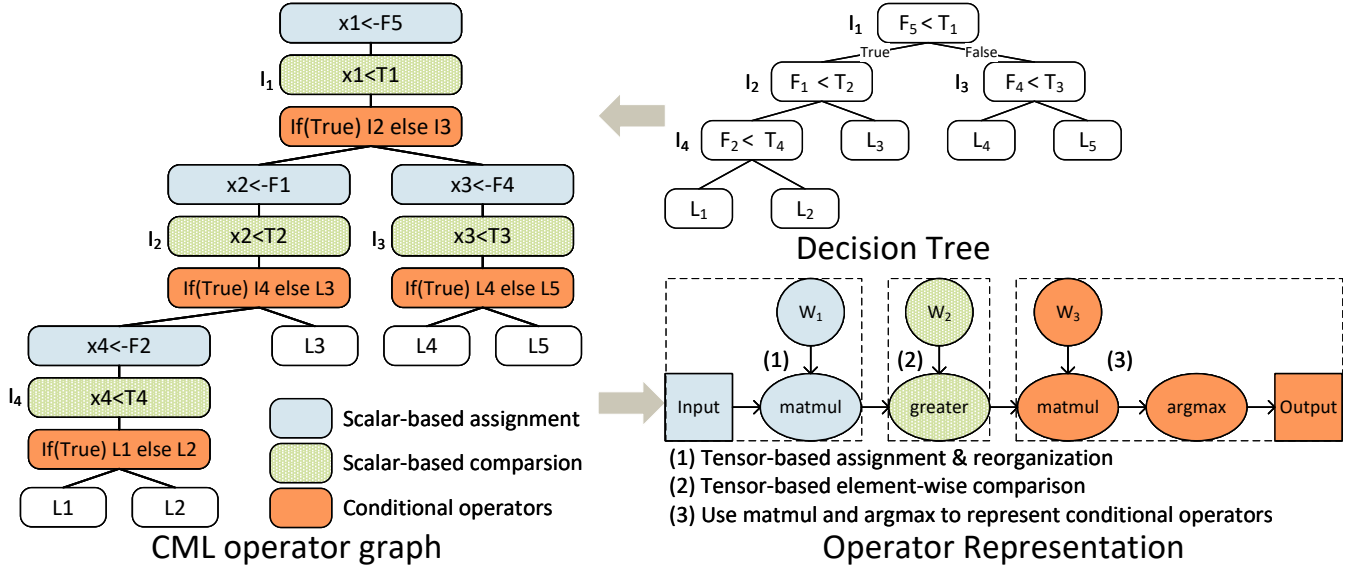 x1<-F5
I1
x1<T1
If(True) I2 else I3
x2<-F1
x3<-F4
I2
x2<T2
I3
x3<T3
If(True) I4 else L3
If(True) L4 else L5
x4<-F2
L3
L4
L5
I4
x4<T4
If(True) L1 else L2
L1
L2
Scalar-based assignment
Scalar-based comparsion
Conditional operators
CML operator graph
I1
F5 < T1
True
False
I2
F1 < T2
I3
F4 < T3
I4
F2 < T4
L3
L4
L5
L1
L2
Decision Tree
W1
W2
W3
(1)
(2)
(3)
Input
matmul
greater
matmul
argmax
Output
(1) Tensor-based assignment & reorganization
(2) Tensor-based element-wise comparison
(3) Use matmul and argmax to represent conditional operators
Operator Representation